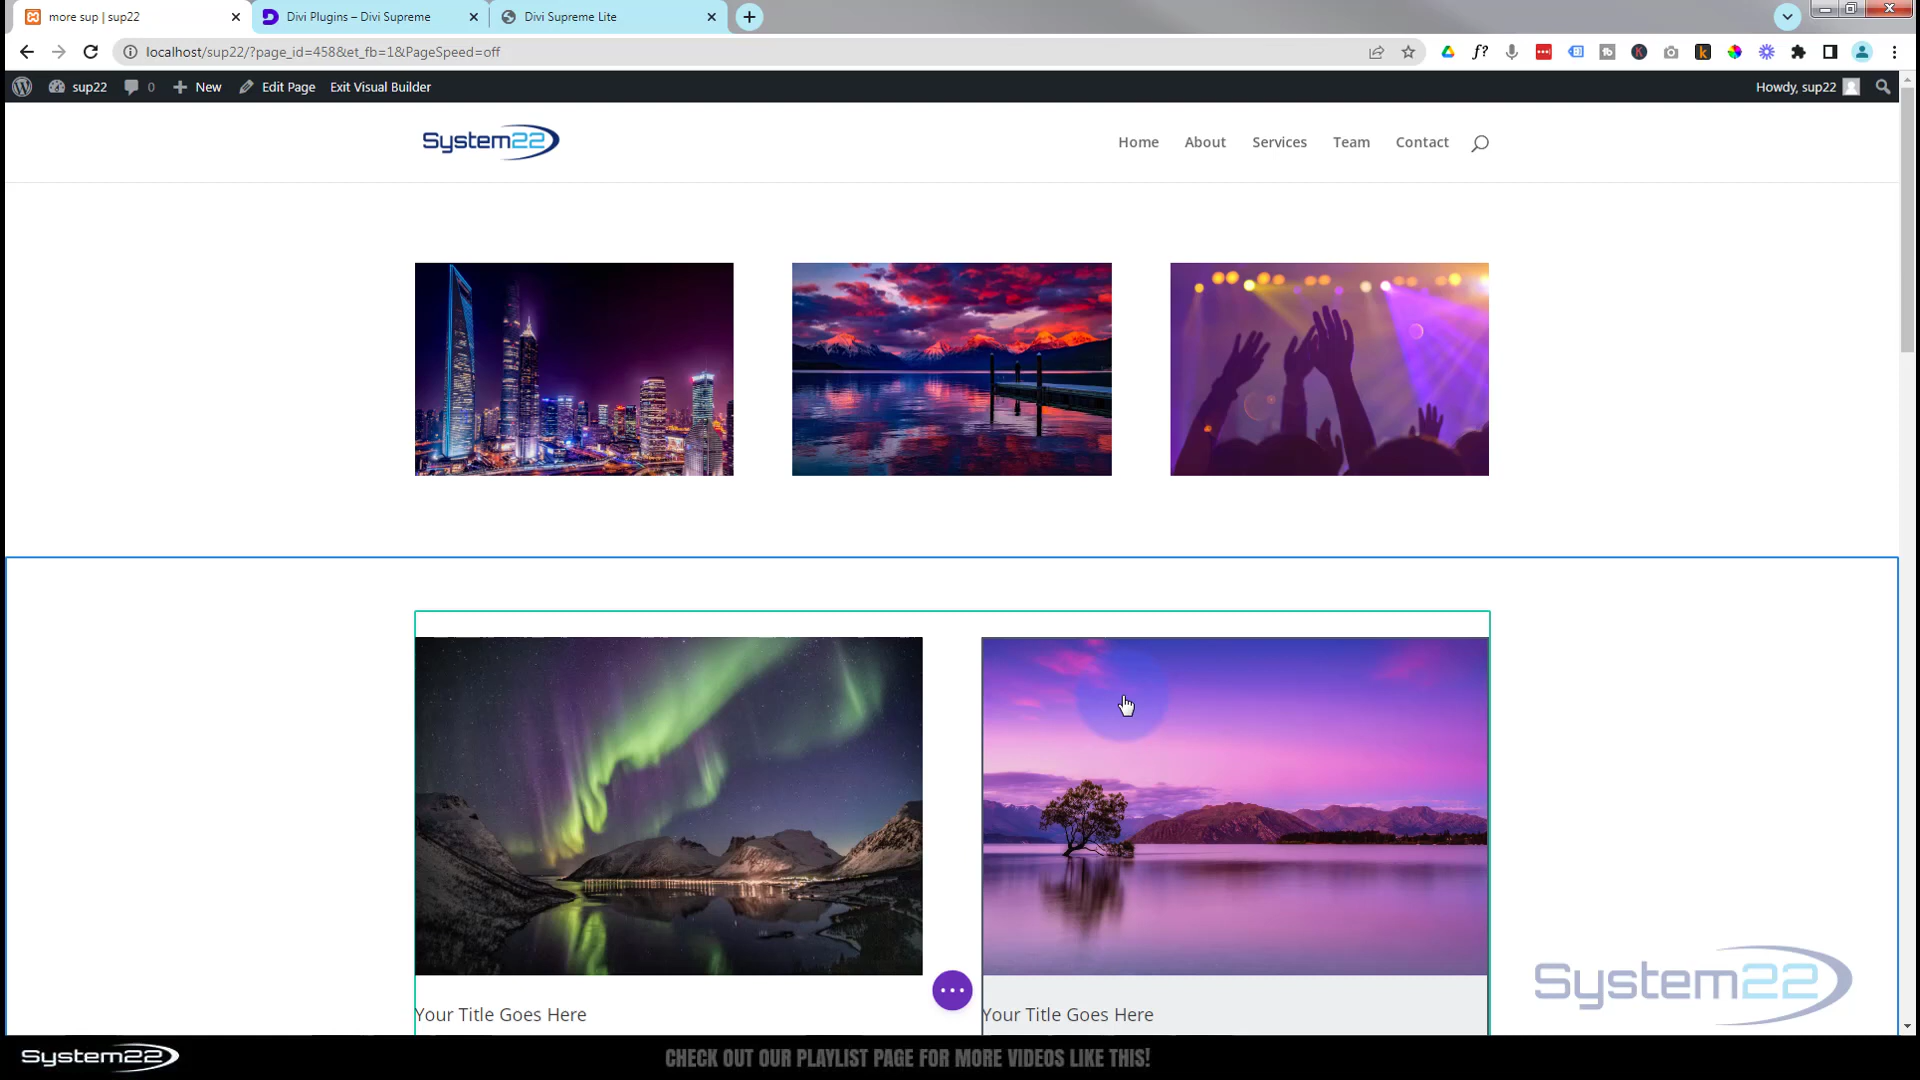 more sup | sup22
Divi Plugins – Divi Supreme
Divi Supreme Lite
localhost/sup22/?page_id=458&et_fb=1&PageSpeed=off
sup22
0
New
Edit Page
Exit Visual Builder
Howdy, sup22
System22
Home
About
Services
Team
Contact
Your Title Goes Here
Your Title Goes Here
System22
System22
CHECK OUT OUR PLAYLIST PAGE FOR MORE VIDEOS LIKE THIS!